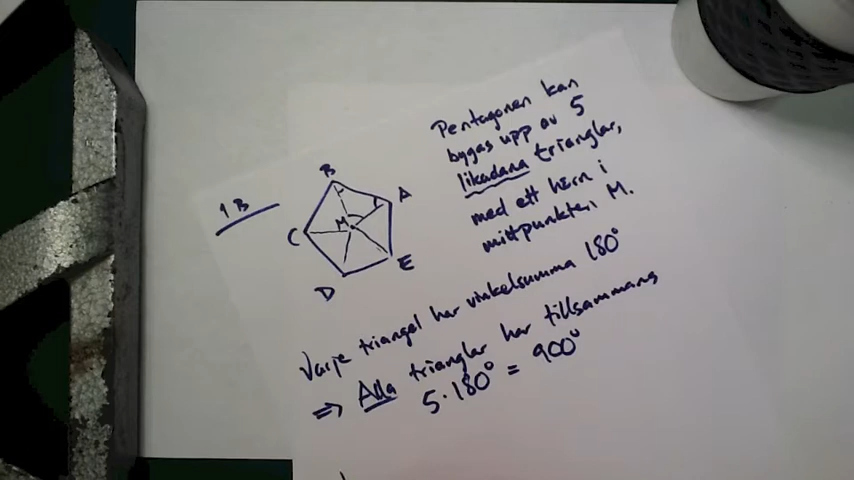 1B
B
A
M
C
E
D
Pentagonen kan
bygas upp av 5
likadana trianglar,
med ett hörn i
mittpunkten M.
Varje triangel har vinkelsumma 180°
⇒ Alla trianglar har tillsammans
5·180° = 900°